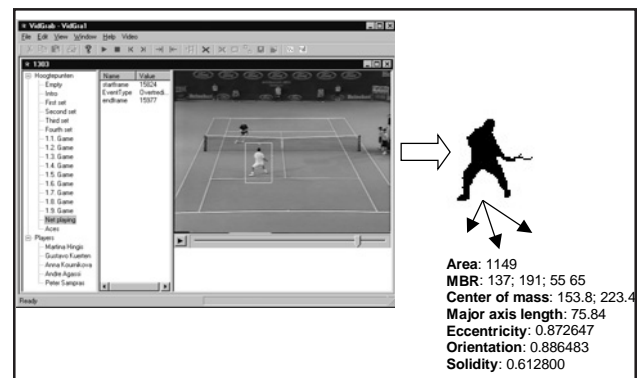 VidGrab - VidGra1
File Edit View Window Help Video
1303
Hoogtepunten
Empty
Intro
First set
Second set
Third set
Fourth set
1.1. Game
1.2. Game
1.3. Game
1.4. Game
1.5. Game
1.6. Game
1.7. Game
1.8. Game
1.9. Game
Net playing
Aces
Players
Martina Hingis
Gustavo Kuerten
Anna Kournikova
Andre Agassi
Peter Sampras
Name Value
startframe 15824
EventType Overtredi...
endframe 15977
Ready
Area: 1149
MBR: 137; 191; 55 65
Center of mass: 153.8; 223.4
Major axis length: 75.84
Eccentricity: 0.872647
Orientation: 0.886483
Solidity: 0.612800